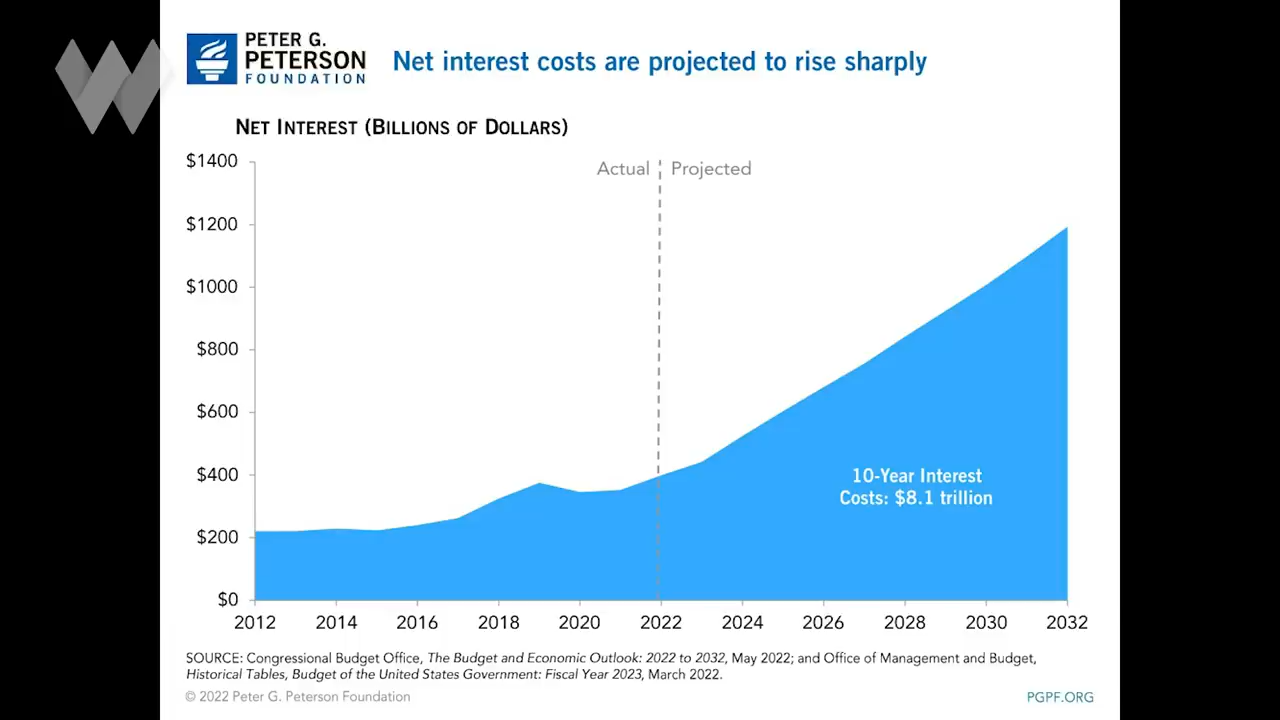 PETER G.
PETERSON
FOUNDATION
Net interest costs are projected to rise sharply
NET INTEREST (BILLIONS OF DOLLARS)
$1400
$1200
$1000
$800
$600
$400
$200
$0
Actual
Projected
10-Year Interest
Costs: $8.1 trillion
2012 2014 2016 2018 2020 2022 2024 2026 2028 2030 2032
SOURCE: Congressional Budget Office, The Budget and Economic Outlook: 2022 to 2032, May 2022; and Office of Management and Budget,
Historical Tables, Budget of the United States Government: Fiscal Year 2023, March 2022.
© 2022 Peter G. Peterson Foundation
PGPF.ORG